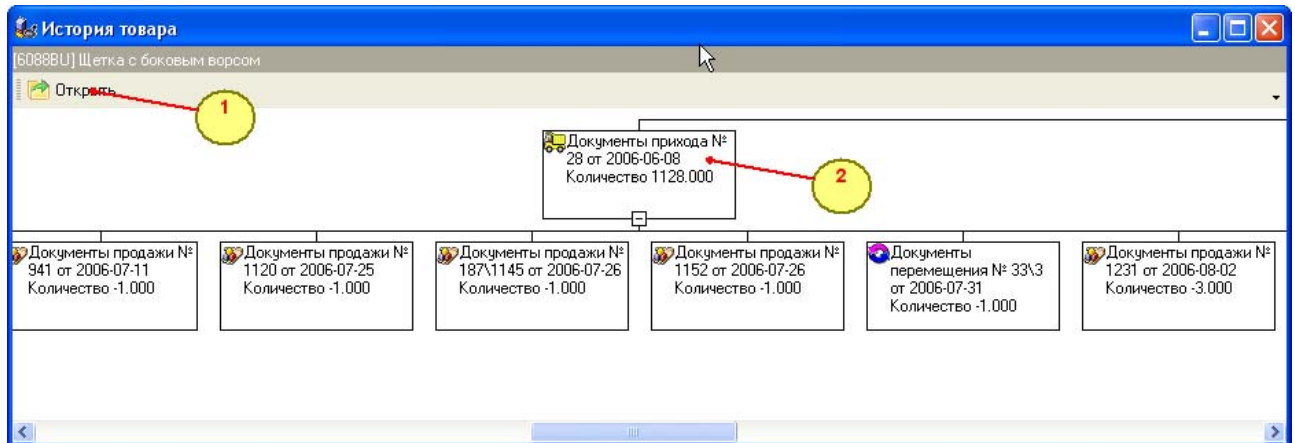 История товара
[6088BU] Щетка с боковым ворсом
Открыть
1
Документы прихода №
28 от 2006-06-08
Количество 1128.000
2
Документы продажи №
941 от 2006-07-11
Количество -1.000
Документы продажи №
1120 от 2006-07-25
Количество -1.000
Документы продажи №
187\1145 от 2006-07-26
Количество -1.000
Документы продажи №
1152 от 2006-07-26
Количество -1.000
Документы
перемещения № 33\3
от 2006-07-31
Количество -1.000
Документы продажи №
1231 от 2006-08-02
Количество -3.000